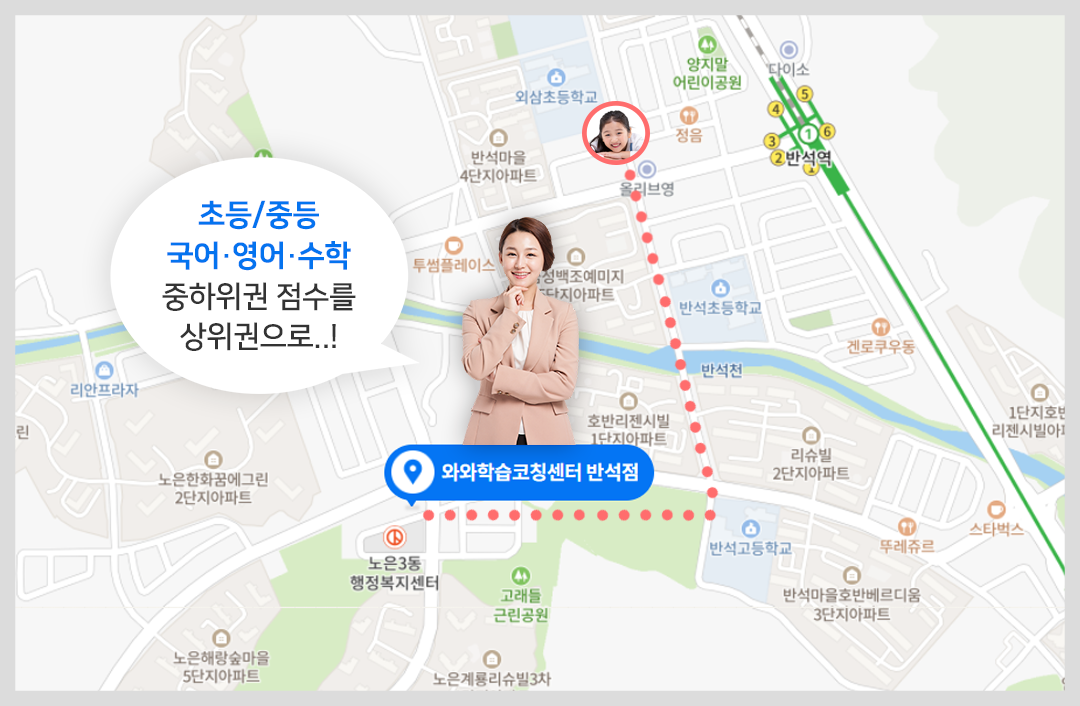 양지말
어린이공원
다이소
외삼초등학교
정음
5
4
6
3
1
2
반석역
1
반석마을
4단지아파트
올리브영
초등/중등
국어·영어·수학
중하위권 점수를
상위권으로..!
투썸플레이스
성백조예미지
5단지아파트
반석초등학교
겐로쿠우동
리안프라자
반석천
호반리젠시빌
1단지아파트
1단지호반
리젠시빌아파
린
리슈빌
2단지아파트
노은한화꿈에그린
2단지아파트
와와학습코칭센터 반석점
스타벅스
뚜레쥬르
반석고등학교
노은3동
행정복지센터
고래들
근린공원
반석마을호반베르디움
3단지아파트
노은해랑숲마을
5단지아파트
노은계룡리슈빌3차